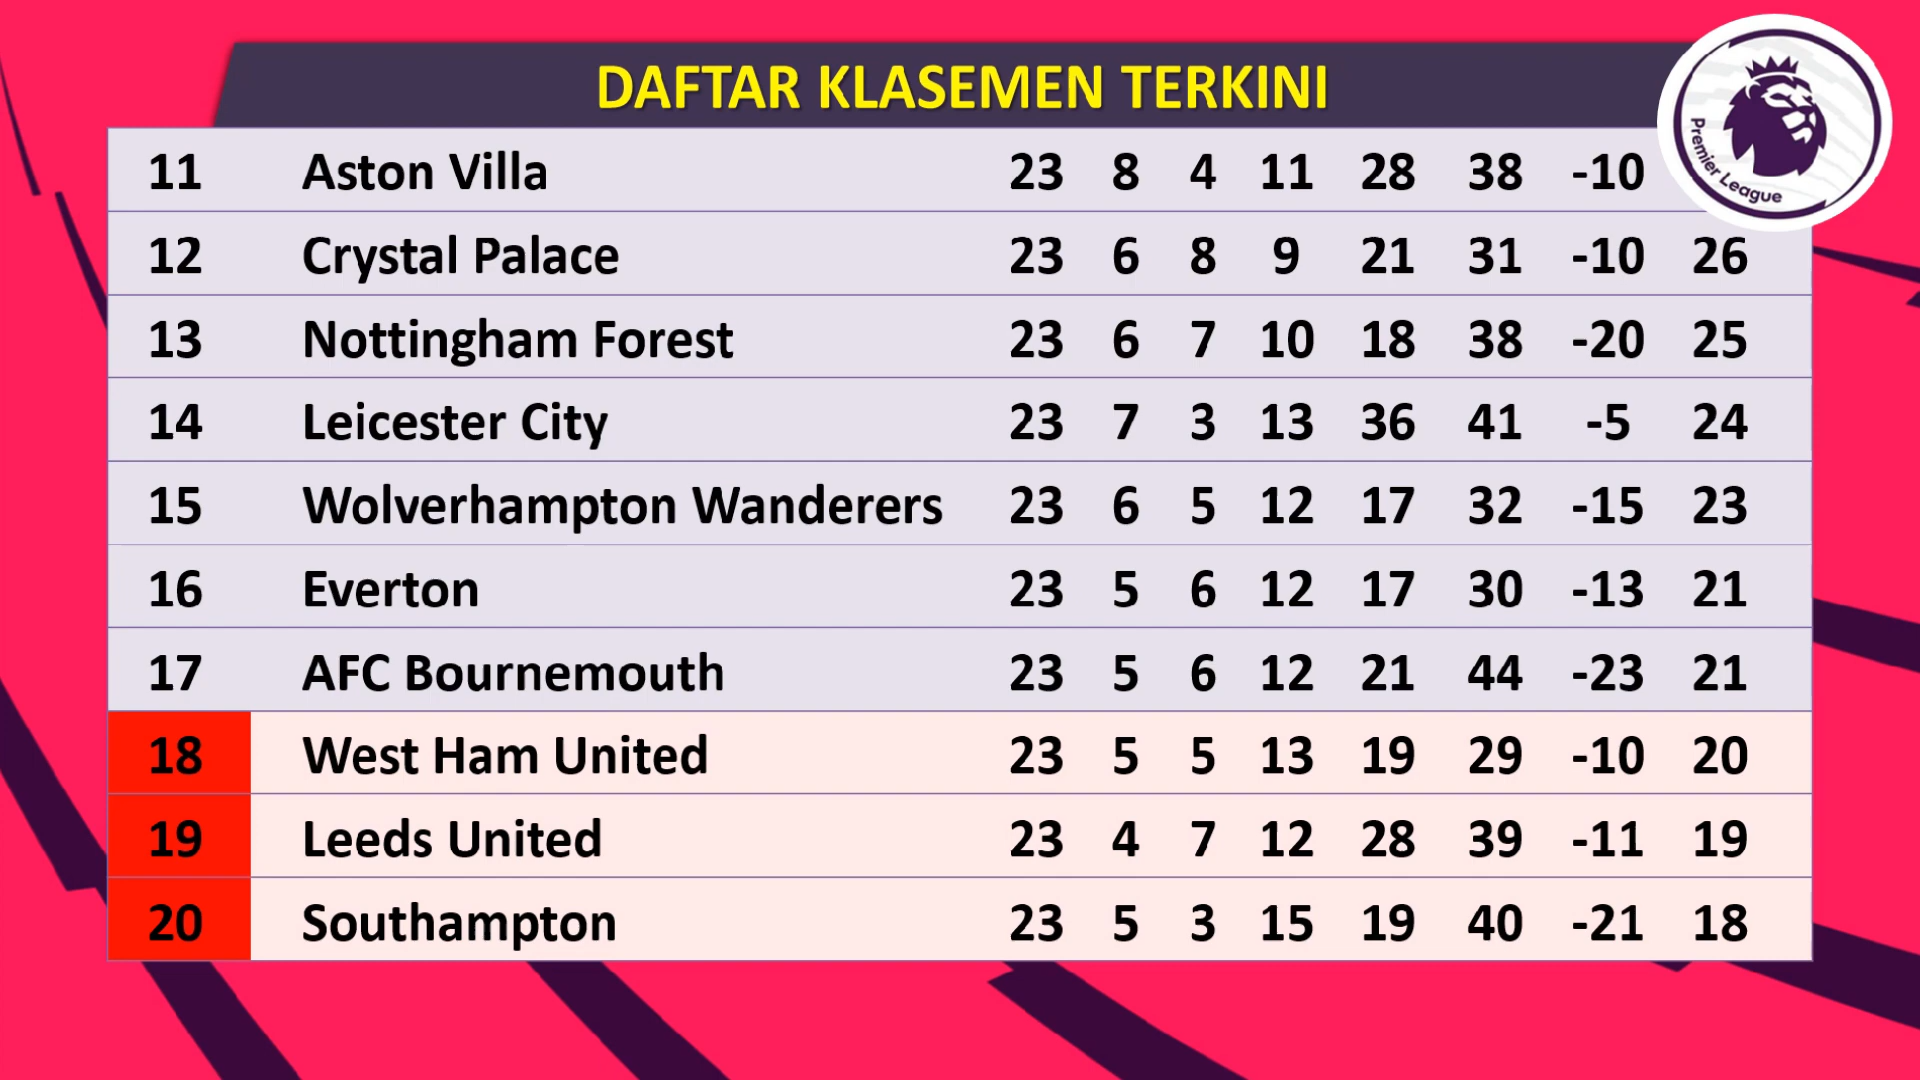 DAFTAR KLASEMEN TERKINI
Premier League
11 Aston Villa 23 8 4 11 28 38 -10
12 Crystal Palace 23 6 8 9 21 31 -10 26
13 Nottingham Forest 23 6 7 10 18 38 -20 25
14 Leicester City 23 7 3 13 36 41 -5 24
15 Wolverhampton Wanderers 23 6 5 12 17 32 -15 23
16 Everton 23 5 6 12 17 30 -13 21
17 AFC Bournemouth 23 5 6 12 21 44 -23 21
18 West Ham United 23 5 5 13 19 29 -10 20
19 Leeds United 23 4 7 12 28 39 -11 19
20 Southampton 23 5 3 15 19 40 -21 18